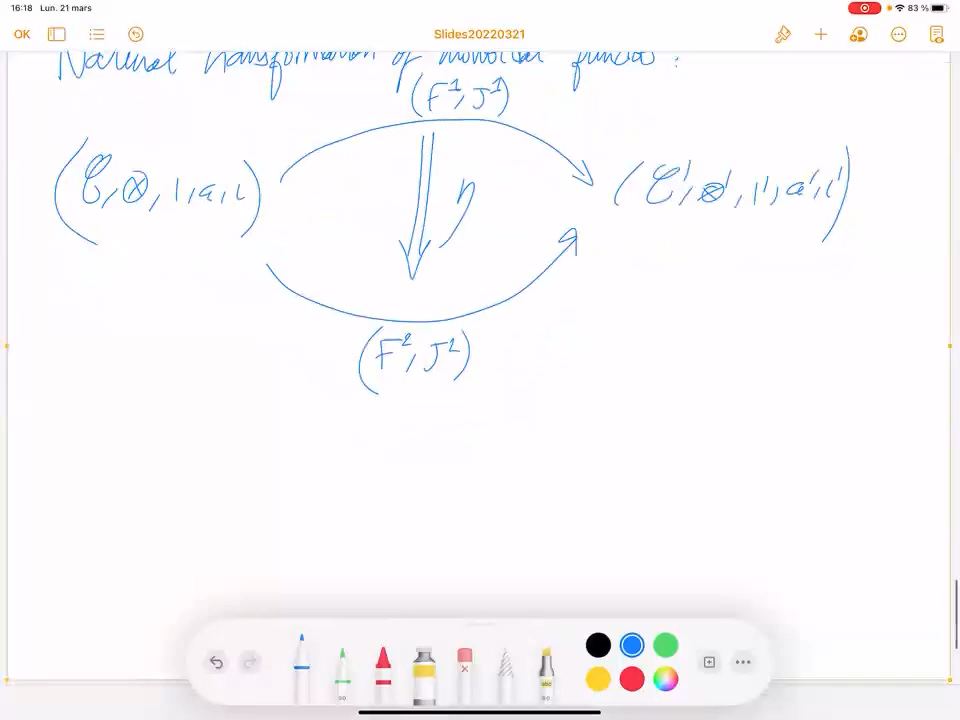 16:18 Lun. 21 mars 83 %
OK Slides20220321
Natural transformation of monoidal functors :
(F¹, J¹)
(𝒞, ⊗, 1, a, ι) η (𝒞', ⊗', 1', a', ι')
(F², J²)